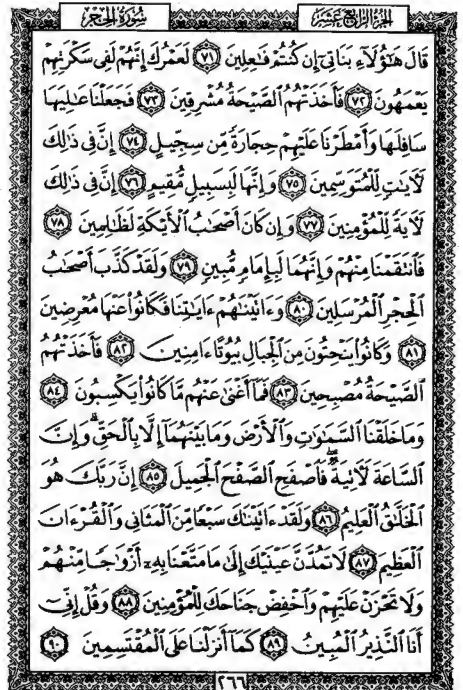 الجزء الرابع عشر
سورة الحجر
قَالَ هَٰٓؤُلَآءِ بَنَاتِىٓ إِن كُنتُمْ فَٰعِلِينَ ٧١ لَعَمْرُكَ إِنَّهُمْ لَفِى سَكْرَتِهِمْ
يَعْمَهُونَ ٧٢ فَأَخَذَتْهُمُ ٱلصَّيْحَةُ مُشْرِقِينَ ٧٣ فَجَعَلْنَا عَٰلِيَهَا
سَافِلَهَا وَأَمْطَرْنَا عَلَيْهِمْ حِجَارَةً مِّن سِجِّيلٍ ٧٤ إِنَّ فِى ذَٰلِكَ
لَءَايَٰتٍ لِّلْمُتَوَسِّمِينَ ٧٥ وَإِنَّهَا لَبِسَبِيلٍ مُّقِيمٍ ٧٦ إِنَّ فِى ذَٰلِكَ
لَءَايَةً لِّلْمُؤْمِنِينَ ٧٧ وَإِن كَانَ أَصْحَٰبُ ٱلْأَيْكَةِ لَظَٰلِمِينَ ٧٨
فَٱنتَقَمْنَا مِنْهُمْ وَإِنَّهُمَا لَبِإِمَامٍ مُّبِينٍ ٧٩ وَلَقَدْ كَذَّبَ أَصْحَٰبُ
ٱلْحِجْرِ ٱلْمُرْسَلِينَ ٨٠ وَءَاتَيْنَٰهُمْ ءَايَٰتِنَا فَكَانُوا۟ عَنْهَا مُعْرِضِينَ
٨١ وَكَانُوا۟ يَنْحِتُونَ مِنَ ٱلْجِبَالِ بُيُوتًا ءَامِنِينَ ٨٢ فَأَخَذَتْهُمُ
ٱلصَّيْحَةُ مُصْبِحِينَ ٨٣ فَمَآ أَغْنَىٰ عَنْهُم مَّا كَانُوا۟ يَكْسِبُونَ ٨٤
وَمَا خَلَقْنَا ٱلسَّمَٰوَٰتِ وَٱلْأَرْضَ وَمَا بَيْنَهُمَآ إِلَّا بِٱلْحَقِّ ۗ وَإِنَّ
ٱلسَّاعَةَ لَءَاتِيَةٌ ۖ فَٱصْفَحِ ٱلصَّفْحَ ٱلْجَمِيلَ ٨٥ إِنَّ رَبَّكَ هُوَ
ٱلْخَلَّٰقُ ٱلْعَلِيمُ ٨٦ وَلَقَدْ ءَاتَيْنَٰكَ سَبْعًا مِّنَ ٱلْمَثَانِى وَٱلْقُرْءَانَ
ٱلْعَظِيمَ ٨٧ لَا تَمُدَّنَّ عَيْنَيْكَ إِلَىٰ مَا مَتَّعْنَا بِهِۦٓ أَزْوَٰجًا مِّنْهُمْ
وَلَا تَحْزَنْ عَلَيْهِمْ وَٱخْفِضْ جَنَاحَكَ لِلْمُؤْمِنِينَ ٨٨ وَقُلْ إِنِّىٓ
أَنَا ٱلنَّذِيرُ ٱلْمُبِينُ ٨٩ كَمَآ أَنزَلْنَا عَلَى ٱلْمُقْتَسِمِينَ ٩٠
٢٦٦